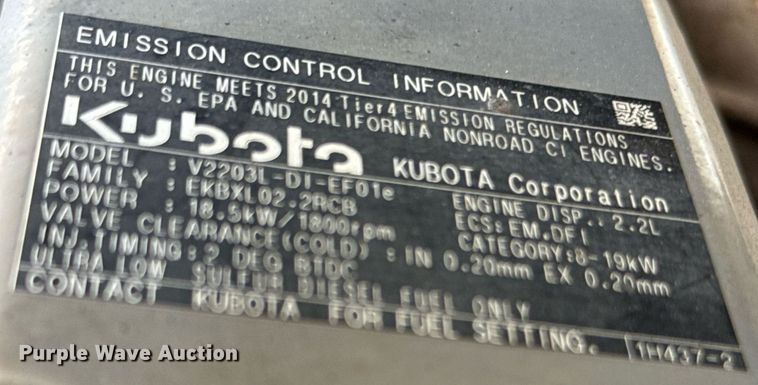 EMISSION CONTROL INFORMATION
THIS ENGINE MEETS 2014 Tier4 EMISSION REGULATIONS
FOR U. S. EPA AND CALIFORNIA NONROAD CI ENGINES.
Kubota KUBOTA Corporation
MODEL : V2203L-DI-EF01e ENGINE DISP.: 2.2L
FAMILY : EKBXL02.2RCB ECS: EM.DFI
POWER : 18.5kW/1800rpm CATEGORY:8-19kW
VALVE CLEARANCE(COLD) : IN 0.20mm EX 0.20mm
INJ.TIMING: 2 DEG BTDC
ULTRA LOW SULFUR DIESEL FUEL ONLY
CONTACT KUBOTA FOR FUEL SETTING. 1H437-2
Purple Wave Auction